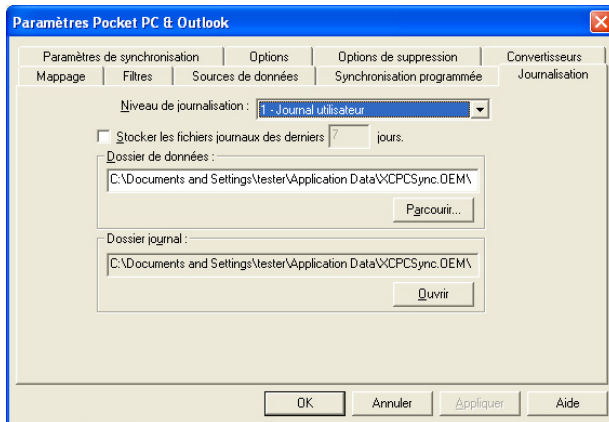 Paramètres Pocket PC & Outlook
Paramètres de synchronisation Options Options de suppression Convertisseurs
Mappage Filtres Sources de données Synchronisation programmée Journalisation
Niveau de journalisation : 1 - Journal utilisateur
Stocker les fichiers journaux des derniers 7 jours.
Dossier de données :
C:\Documents and Settings\tester\Application Data\XCPCSync.OEM\
Parcourir...
Dossier journal :
C:\Documents and Settings\tester\Application Data\XCPCSync.OEM\
Ouvrir
OK Annuler Appliquer Aide